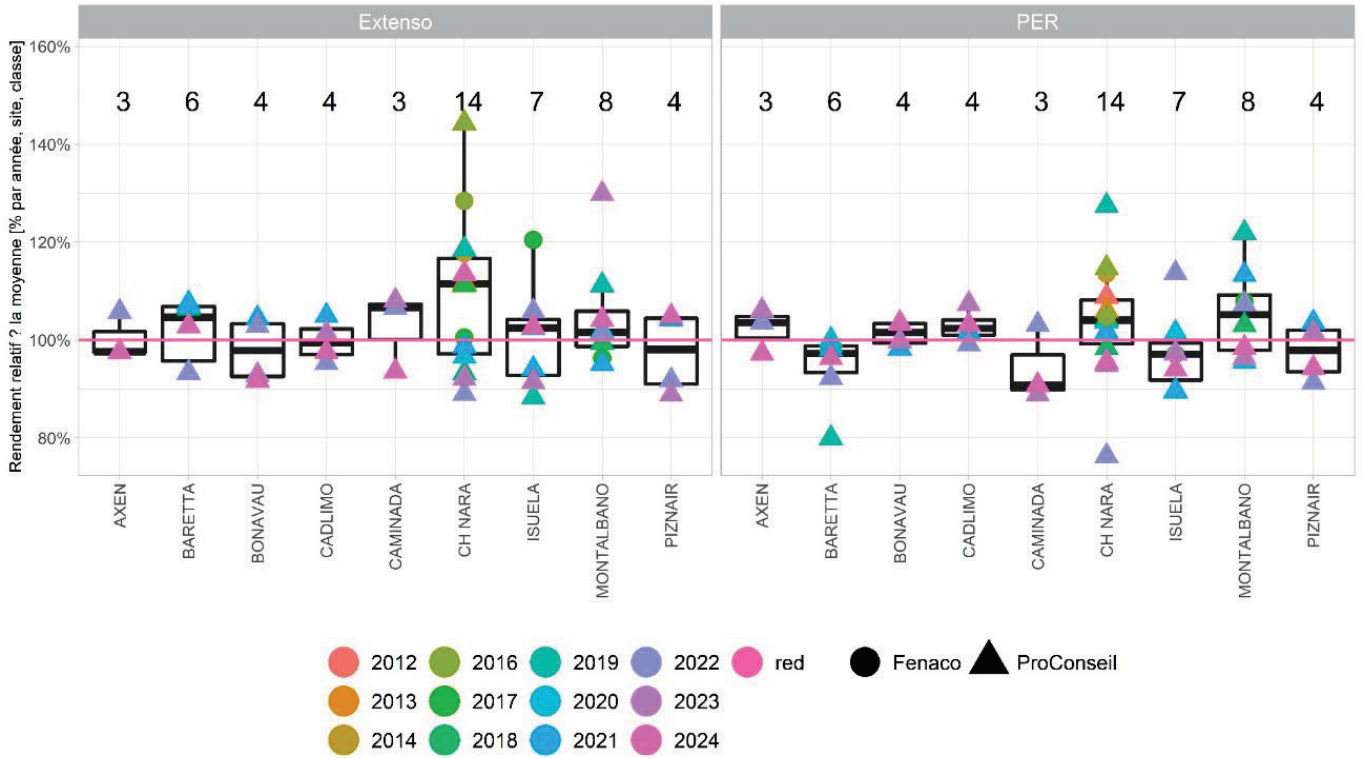 Extenso PER
Rendement relatif ? la moyenne [% par année, site, classe]
160%
140%
120%
100%
80%
3 6 4 4 3 14 7 8 4
3 6 4 4 3 14 7 8 4
AXEN
BARETTA
BONAVAU
CADLIMO
CAMINADA
CH NARA
ISUELA
MONTALBANO
PIZNAIR
AXEN
BARETTA
BONAVAU
CADLIMO
CAMINADA
CH NARA
ISUELA
MONTALBANO
PIZNAIR
2012 2016 2019 2022 red Fenaco ProConseil
2013 2017 2020 2023
2014 2018 2021 2024